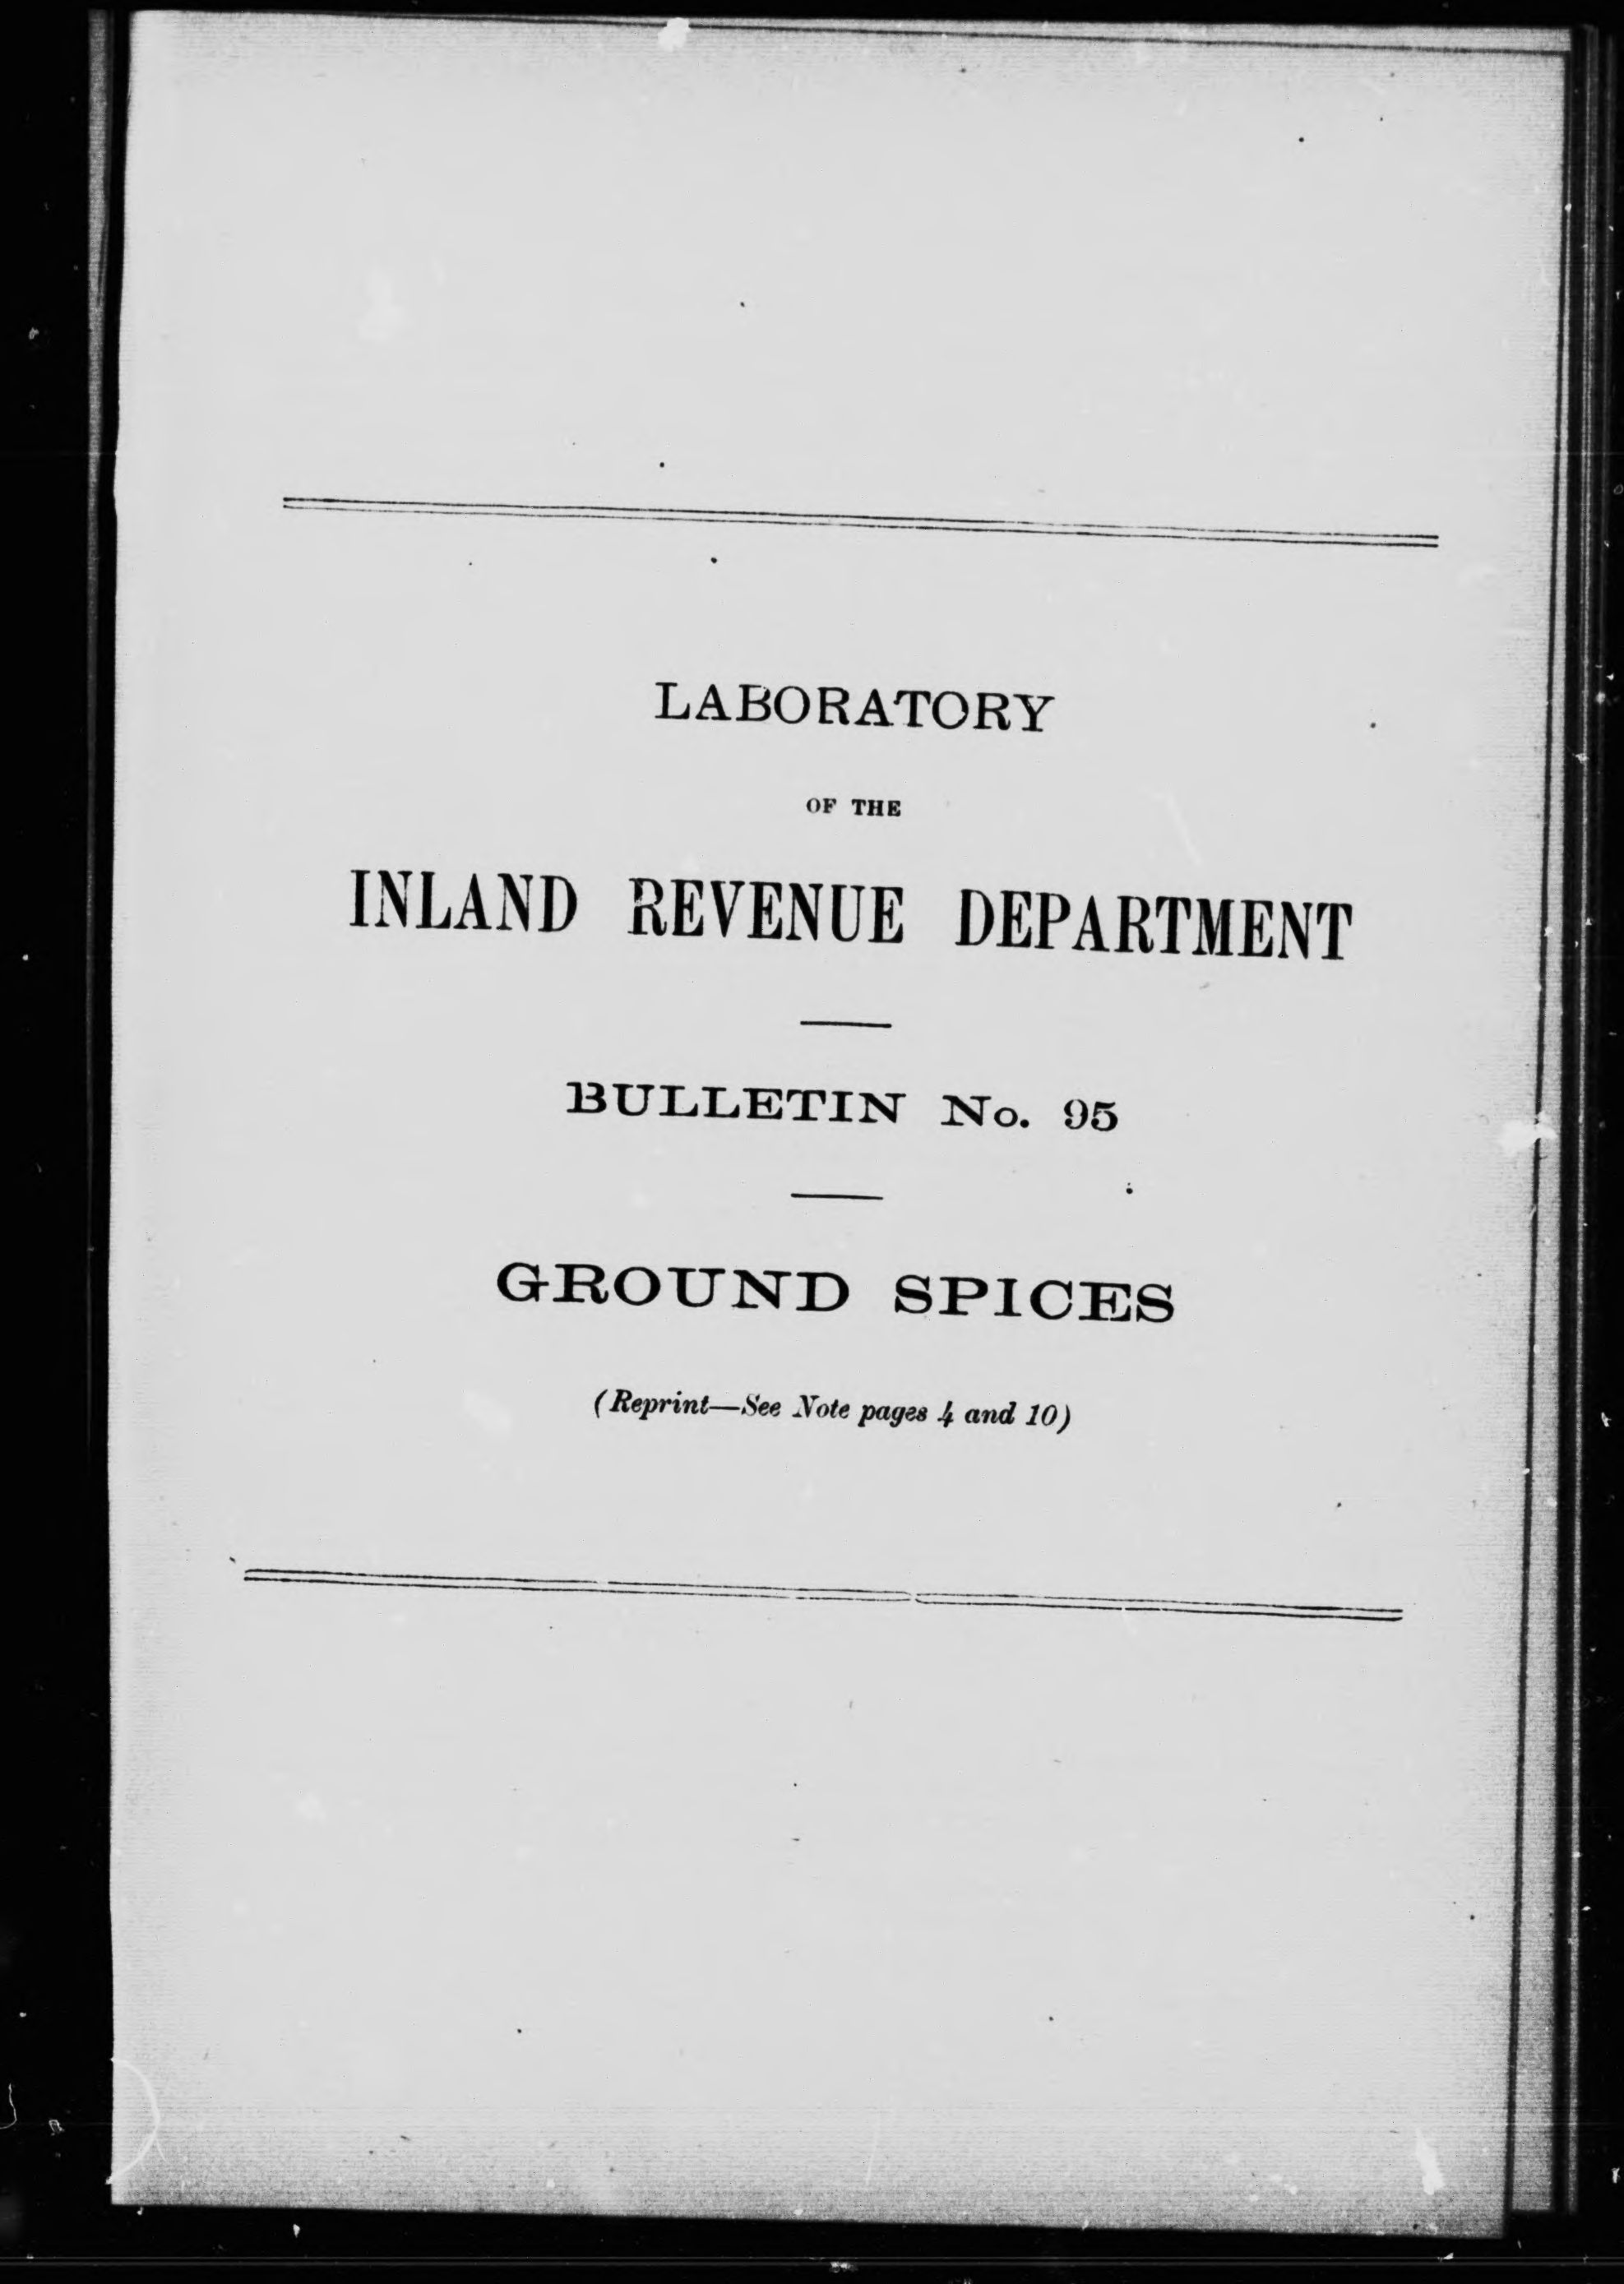 LABORATORY
OF THE
INLAND REVENUE DEPARTMENT
BULLETIN No. 95
GROUND SPICES
(Reprint—See Note pages 4 and 10)